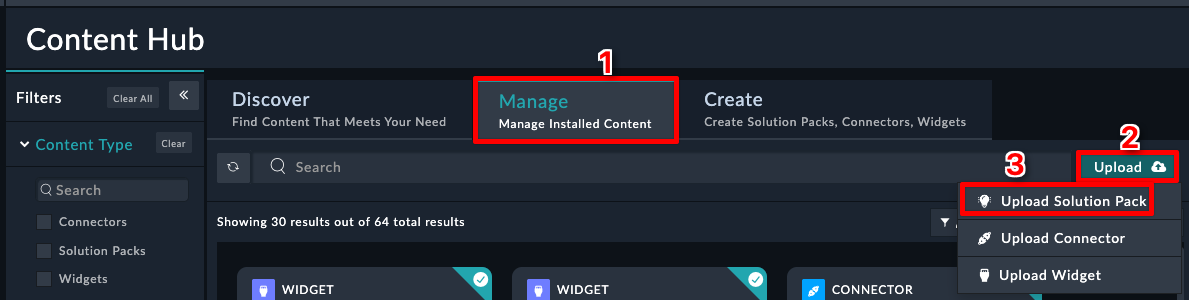 Content Hub
1
Filters
Clear All
Discover
Find Content That Meets Your Need
Manage
Manage Installed Content
Create
Create Solution Packs, Connectors, Widgets
2
Content Type
Clear
Search
Upload
3
Search
Upload Solution Pack
Connectors
Showing 30 results out of 64 total results
Upload Connector
Solution Packs
Upload Widget
Widgets
WIDGET
WIDGET
CONNECTOR